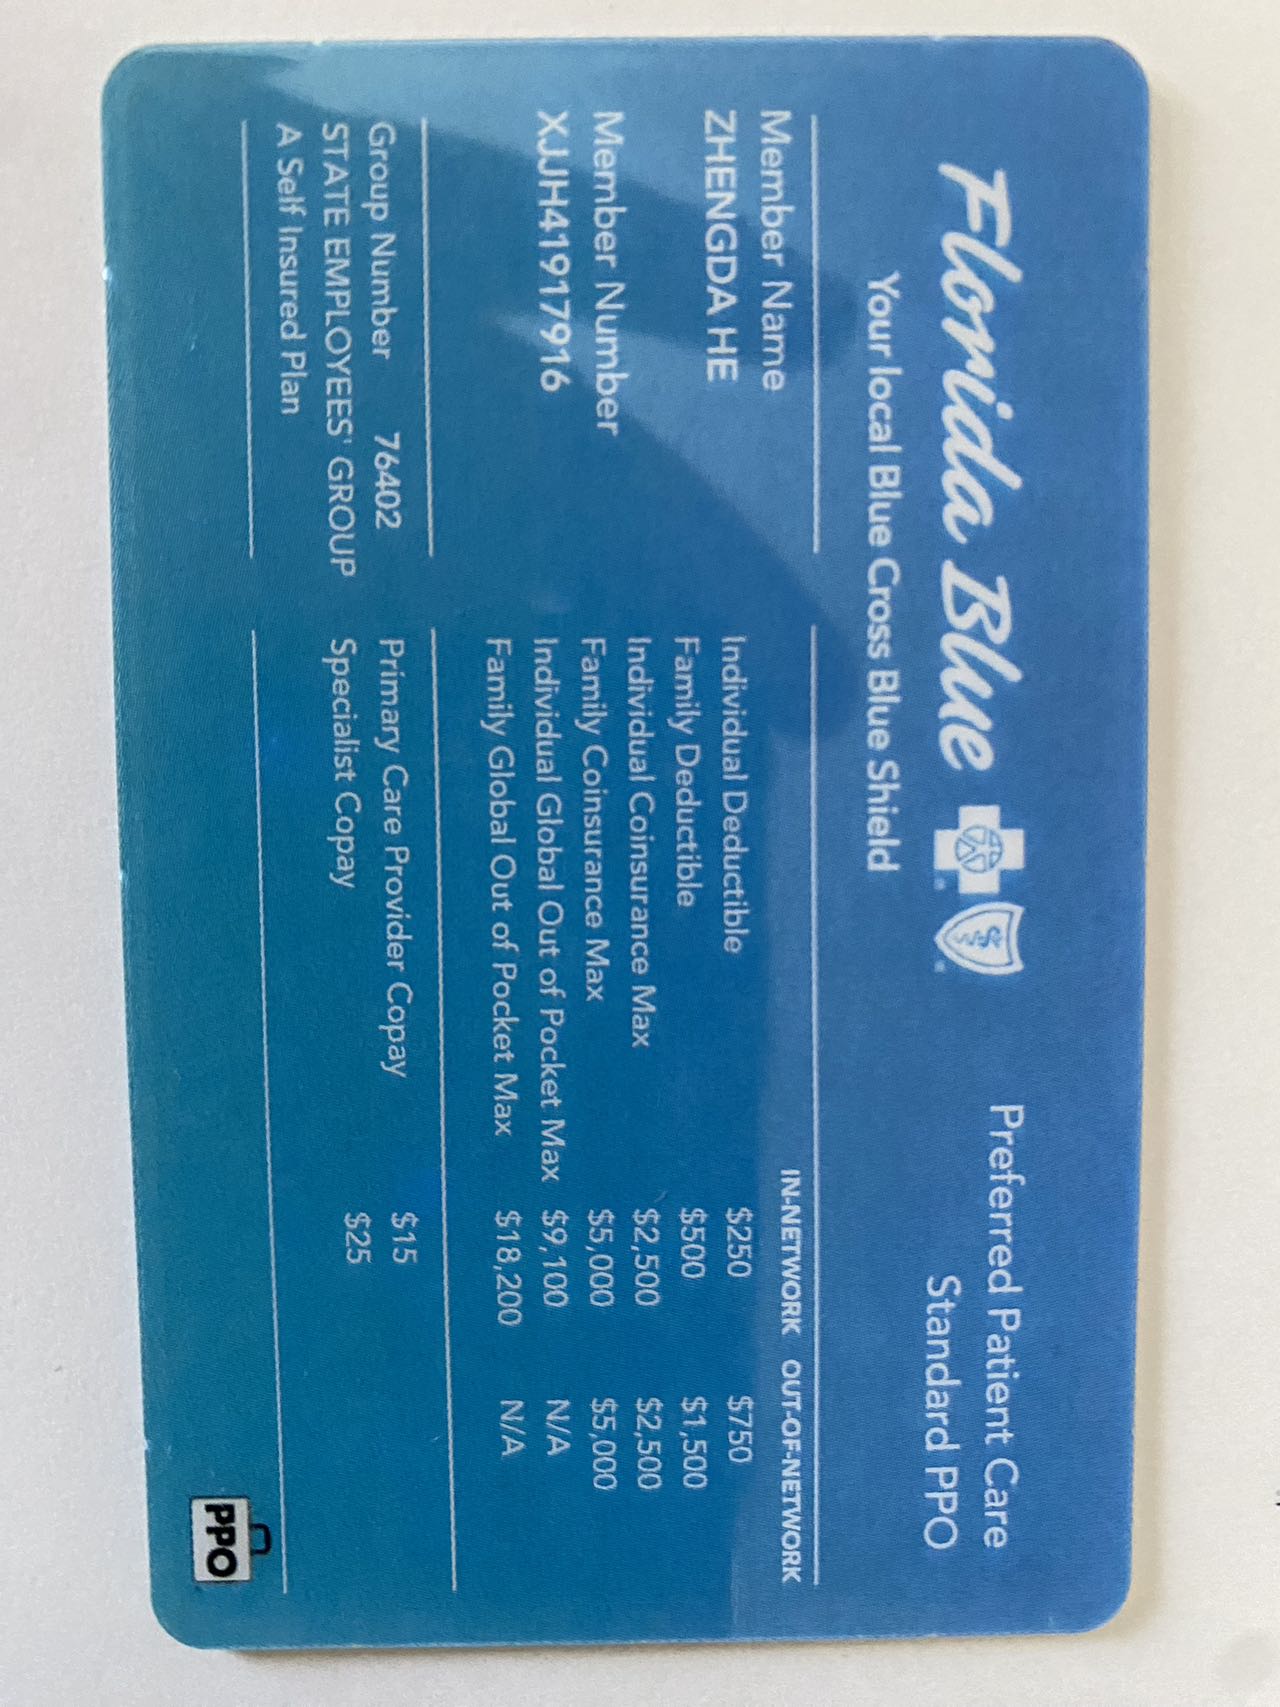 Florida Blue
Your local Blue Cross Blue Shield
Preferred Patient Care
Standard PPO
Member Name
ZHENGDA HE
Member Number
XJJH41917916
IN-NETWORK OUT-OF-NETWORK
Individual Deductible $250 $750
Family Deductible $500 $1,500
Individual Coinsurance Max $2,500 $2,500
Family Coinsurance Max $5,000 $5,000
Individual Global Out of Pocket Max $9,100 N/A
Family Global Out of Pocket Max $18,200 N/A
Group Number 76402
STATE EMPLOYEES' GROUP
A Self Insured Plan
Primary Care Provider Copay $15
Specialist Copay $25
PPO